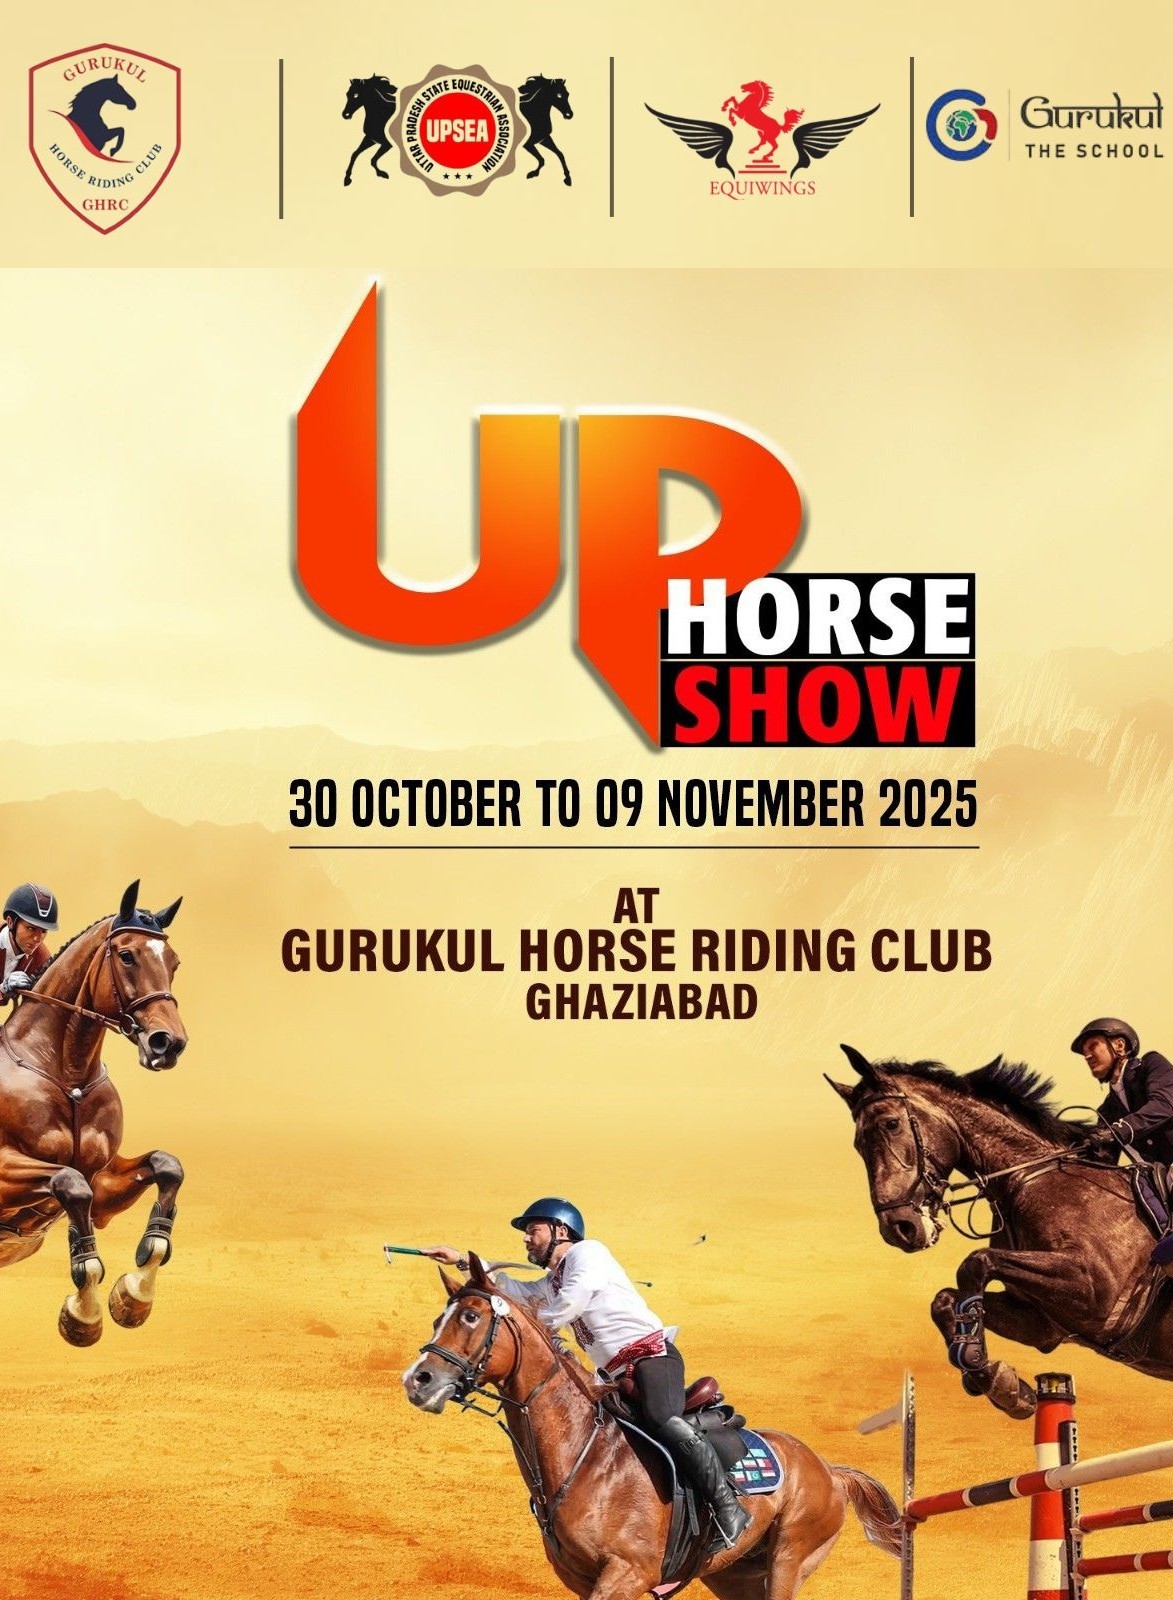 GURUKUL
HORSE RIDING CLUB
GHRC
UTTAR PRADESH STATE EQUESTRIAN ASSOCIATION
UPSEA
EQUIWINGS
Gurukul
THE SCHOOL
UP
HORSE
SHOW
30 OCTOBER TO 09 NOVEMBER 2025
AT
GURUKUL HORSE RIDING CLUB
GHAZIABAD